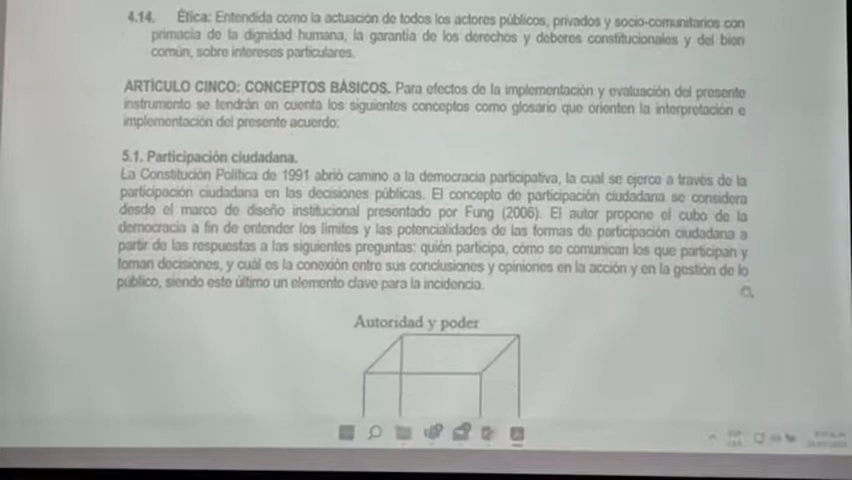 4.14. Ética: Entendida como la actuación de todos los actores públicos, privados y socio-comunitarios con
primacía de la dignidad humana, la garantía de los derechos y deberes constitucionales y del bien
común, sobre intereses particulares.
ARTÍCULO CINCO: CONCEPTOS BÁSICOS. Para efectos de la implementación y evaluación del presente
instrumento se tendrán en cuenta los siguientes conceptos como glosario que orienten la interpretación e
implementación del presente acuerdo:
5.1. Participación ciudadana.
La Constitución Política de 1991 abrió camino a la democracia participativa, la cual se ejerce a través de la
participación ciudadana en las decisiones públicas. El concepto de participación ciudadana se considera
desde el marco de diseño institucional presentado por Fung (2006). El autor propone el cubo de la
democracia a fin de entender los límites y las potencialidades de las formas de participación ciudadana a
partir de las respuestas a las siguientes preguntas: quién participa, cómo se comunican los que participan y
toman decisiones, y cuál es la conexión entre sus conclusiones y opiniones en la acción y en la gestión de lo
público, siendo este último un elemento clave para la incidencia.
Autoridad y poder